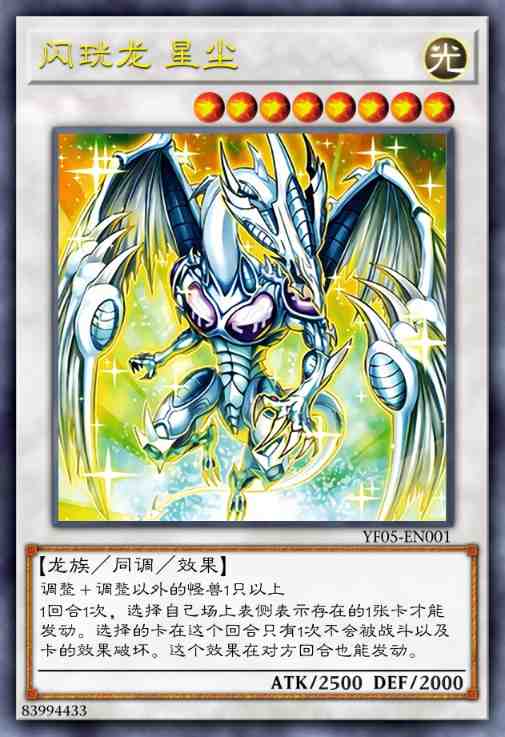 闪珖龙 星尘
光
YF05-EN001
【龙族／同调／效果】
调整＋调整以外的怪兽1只以上
1回合1次，选择自己场上表侧表示存在的1张卡才能
发动。选择的卡在这个回合只有1次不会被战斗以及
卡的效果破坏。这个效果在对方回合也能发动。
ATK/2500 DEF/2000
83994433